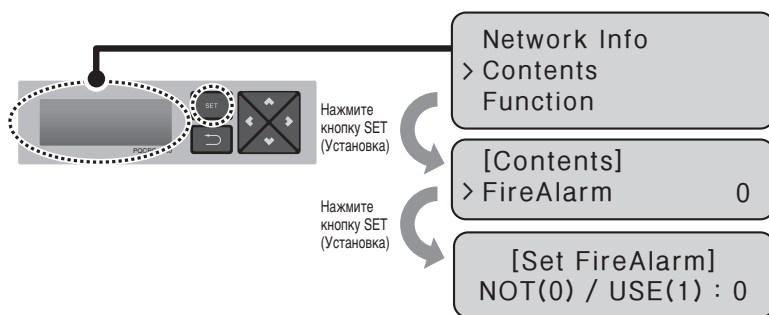 Network Info
> Contents
Function
SET
Нажмите
кнопку SET
(Установка)
[Contents]
> FireAlarm 0
Нажмите
кнопку SET
(Установка)
[Set FireAlarm]
NOT(0) / USE(1) : 0